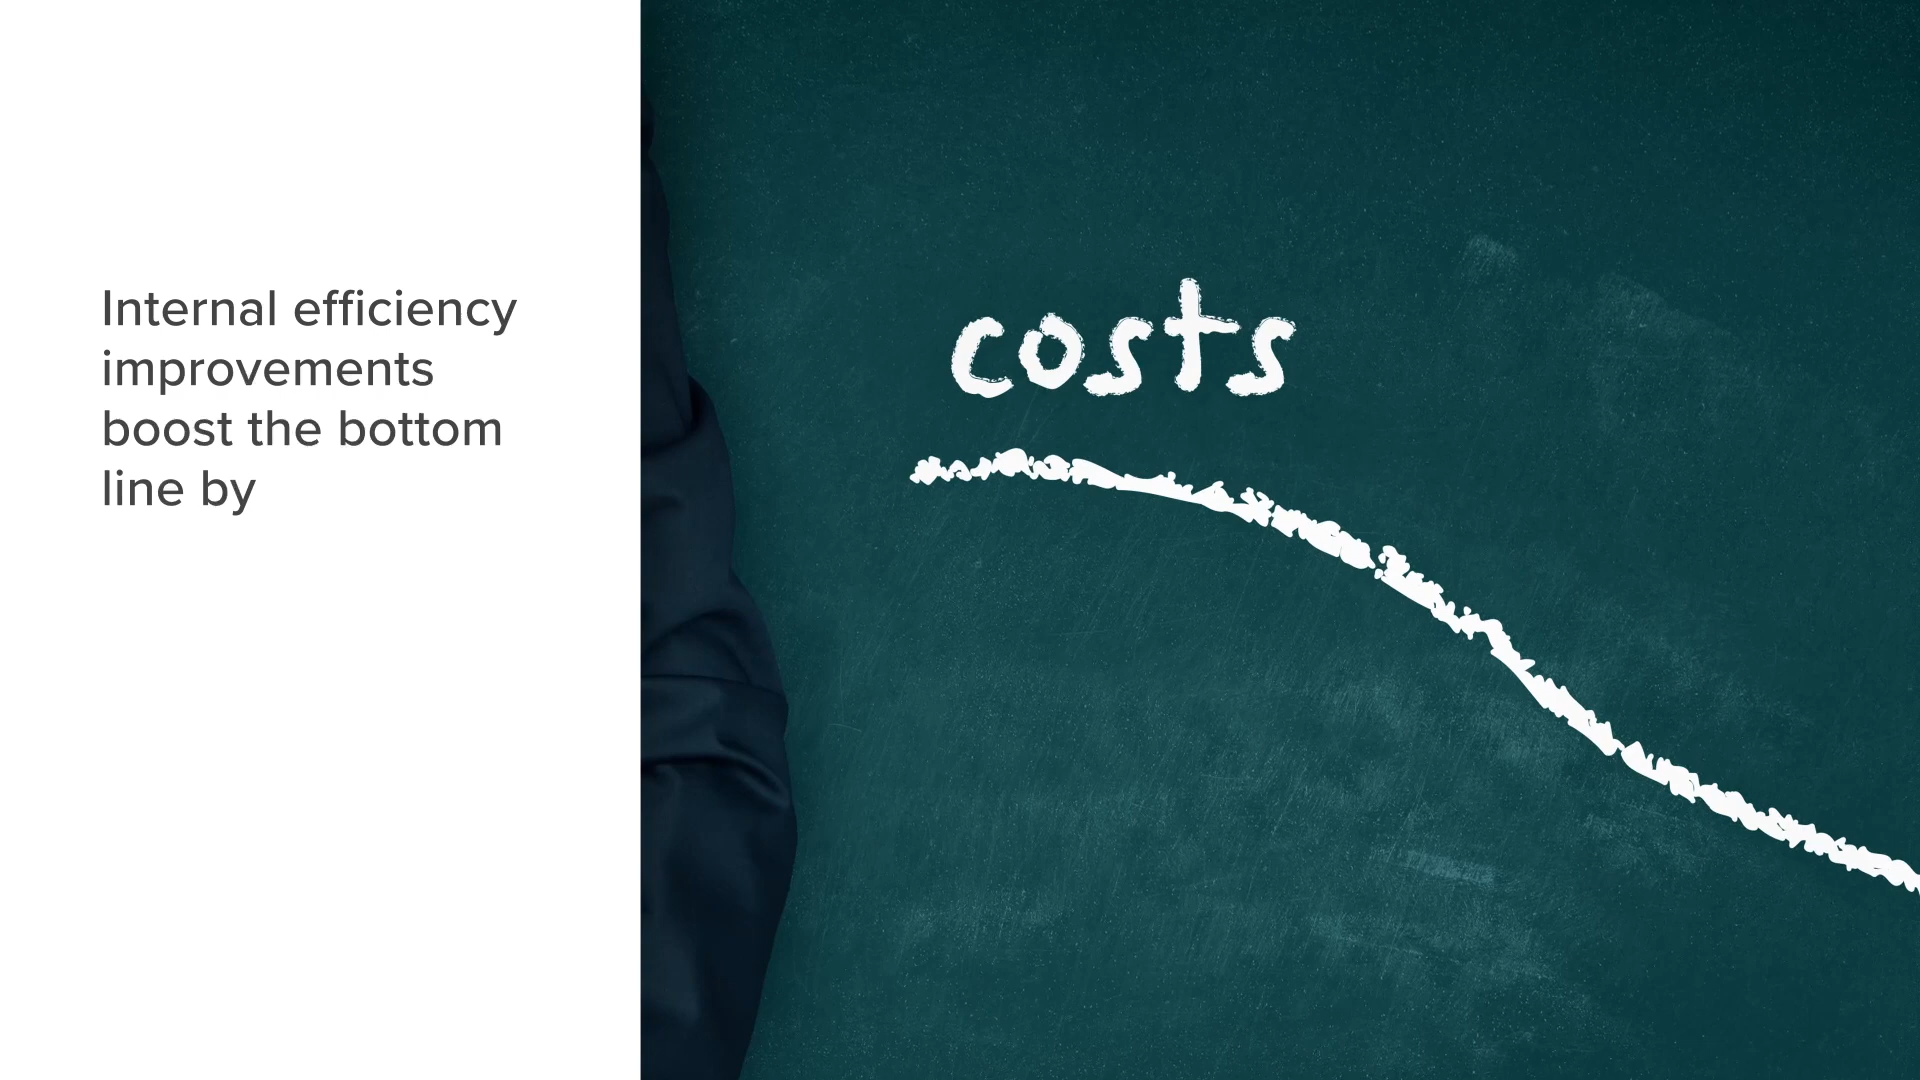 Internal efficiency
improvements
boost the bottom
line by
costs